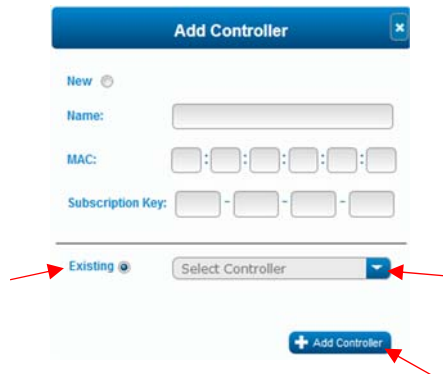 Add Controller x
New
Name:
MAC: : : : : :
Subscription Key: - - -
Existing Select Controller
+ Add Controller